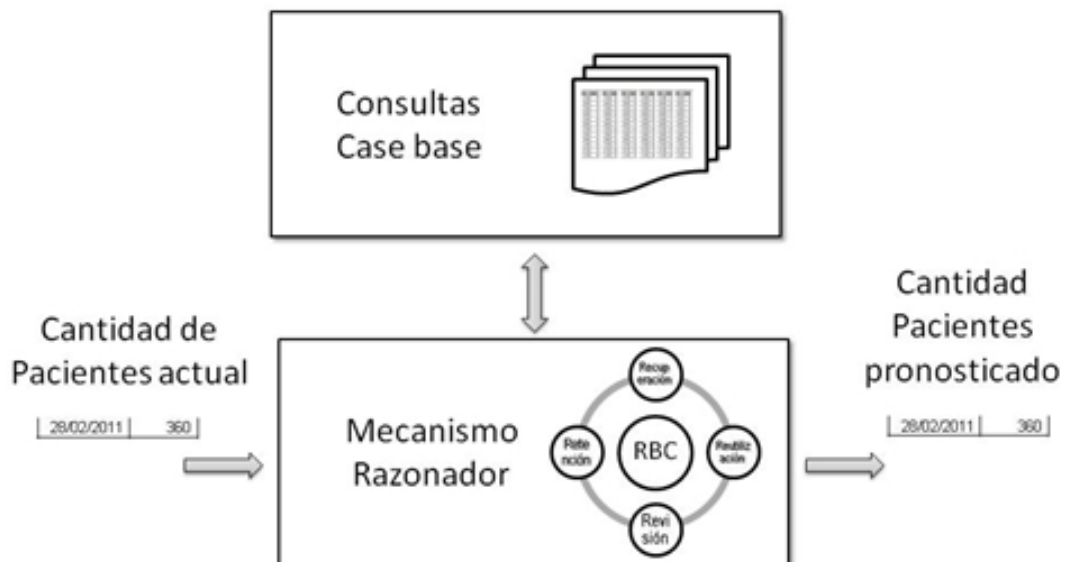 Consultas
Case base
Cantidad de
Pacientes actual
28/02/2011 360
Mecanismo
Razonador
Recup
eración
Rete
nción
RBC
Reutiliz
ación
Revi
sión
Cantidad
Pacientes
pronosticado
28/02/2011 360